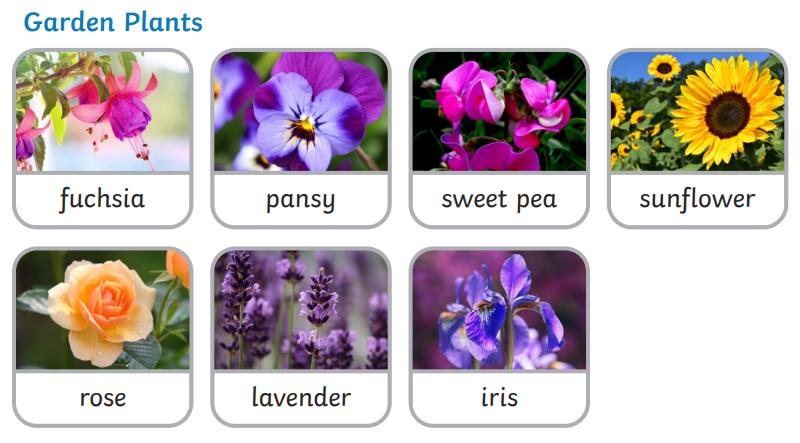 Garden Plants
fuchsia
pansy
sweet pea
sunflower
rose
lavender
iris